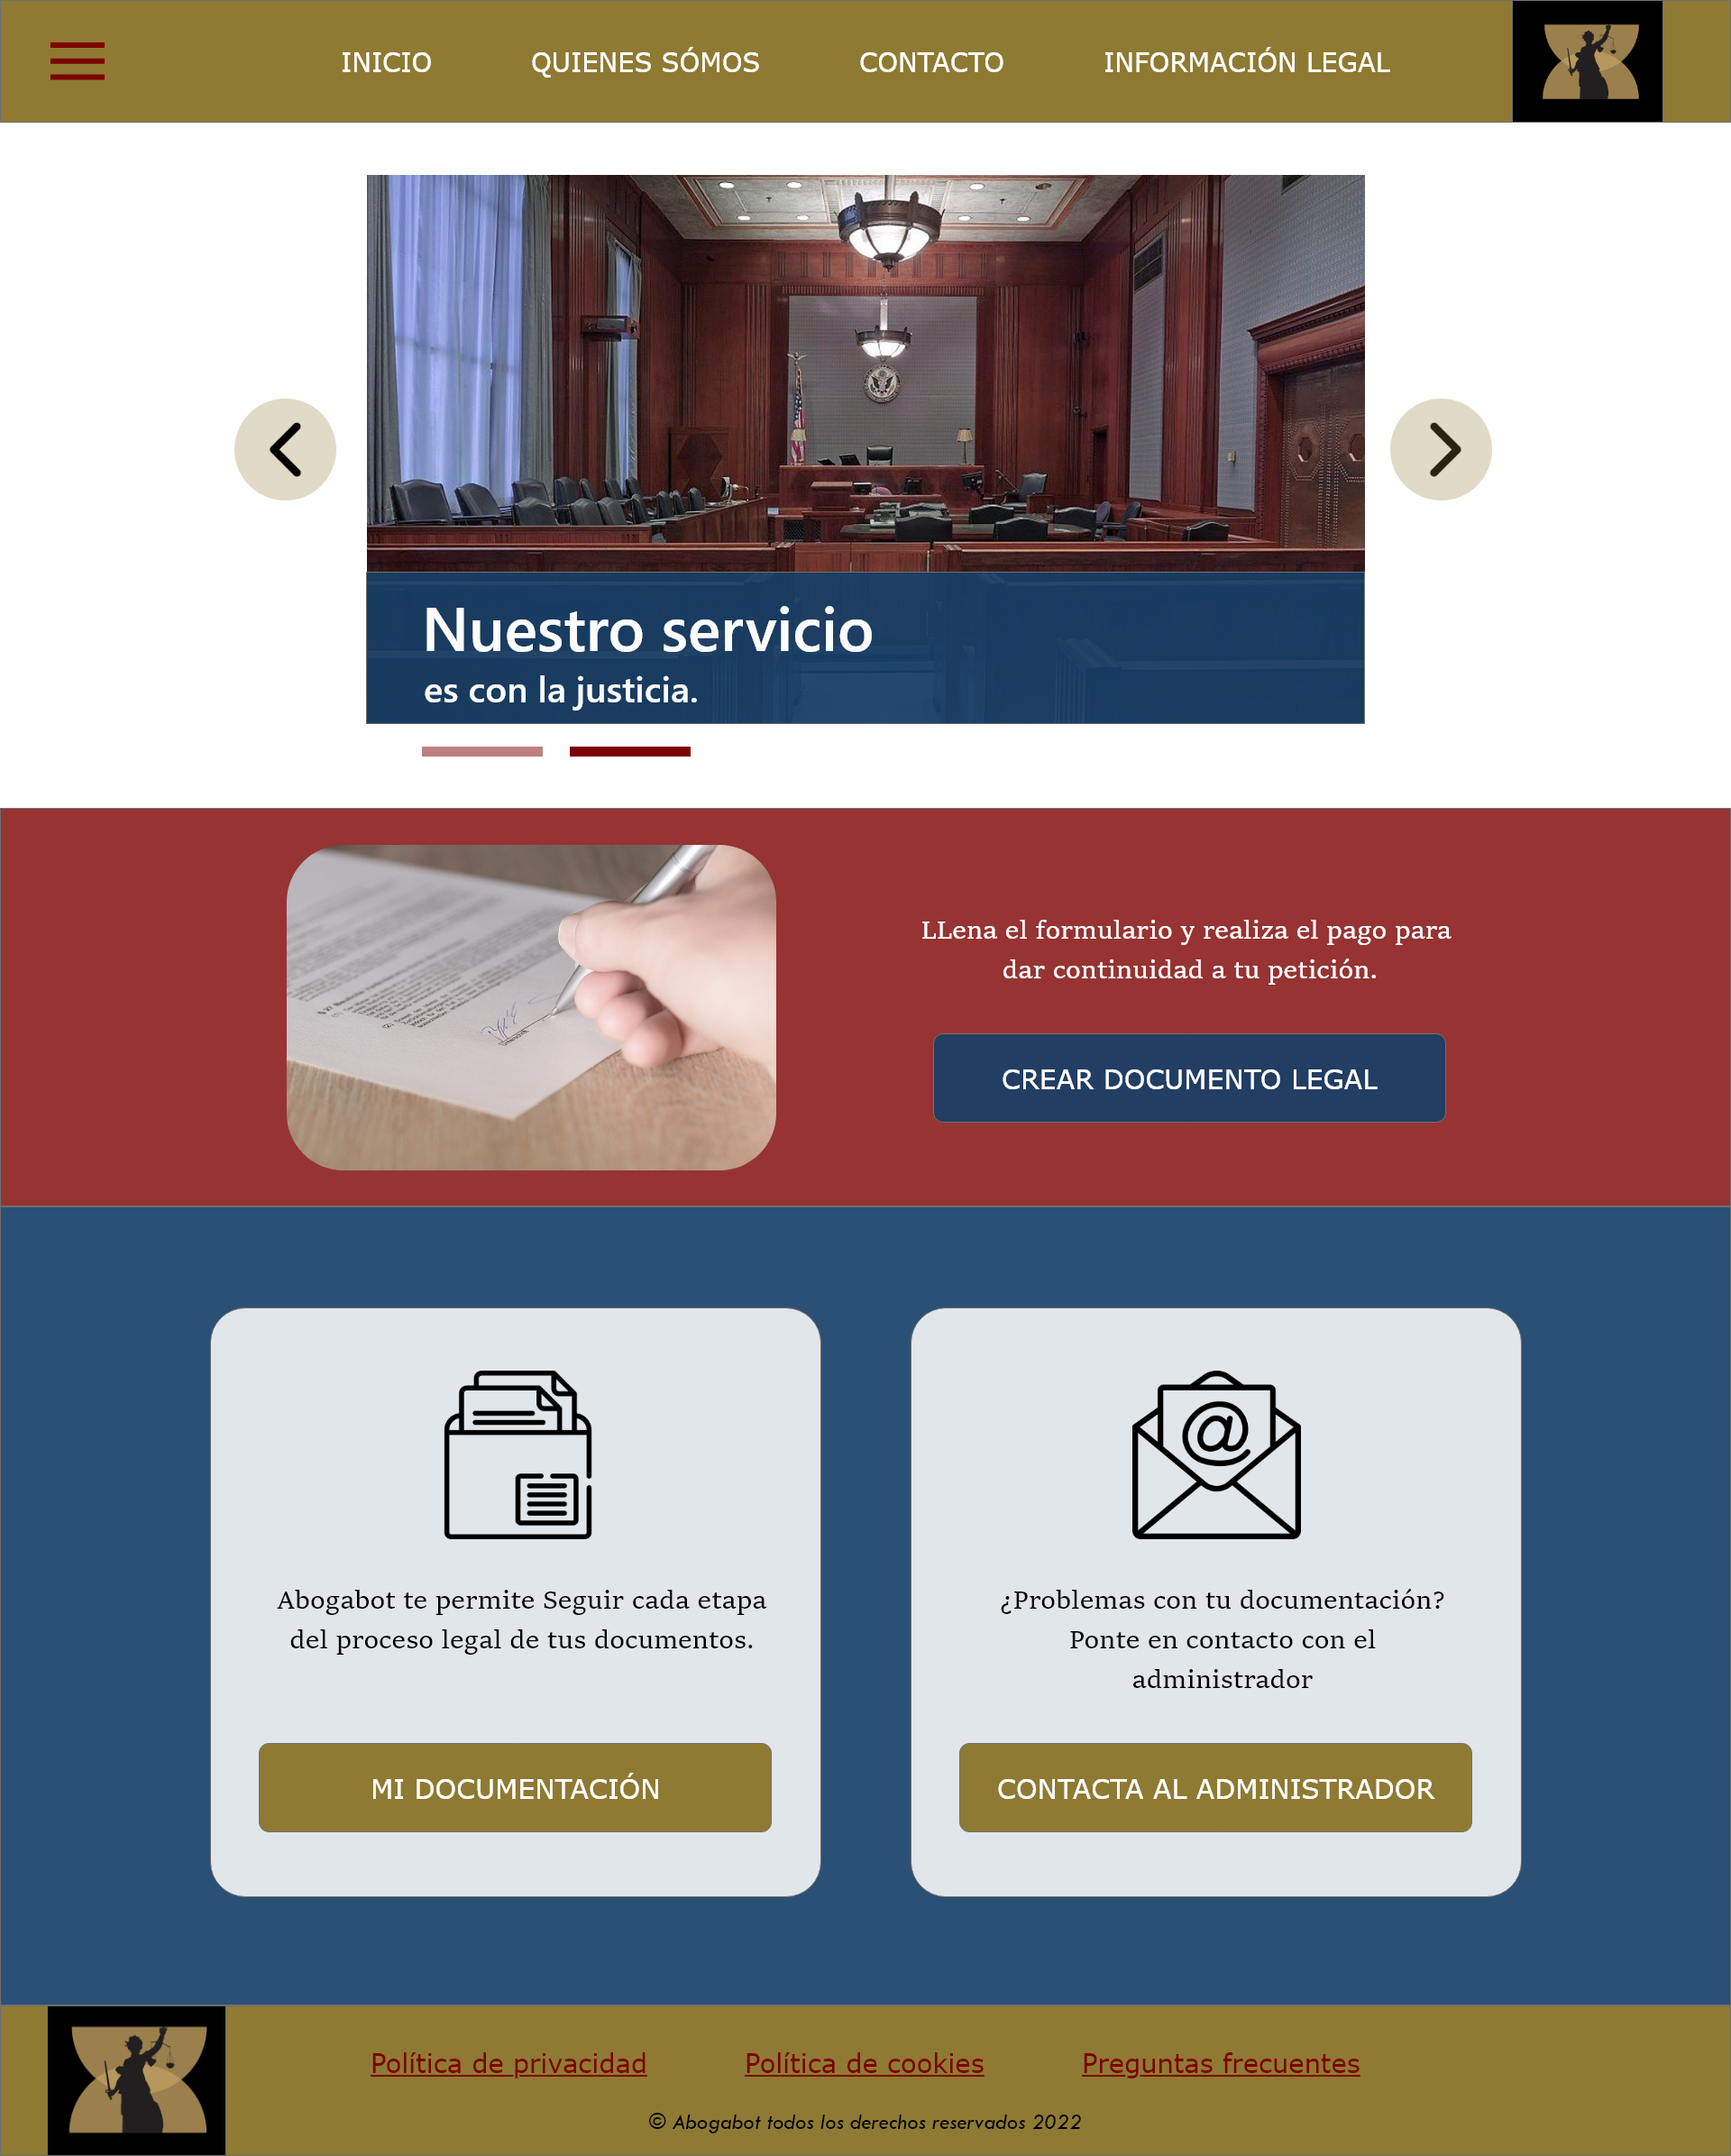 INICIO
QUIENES SÓMOS
CONTACTO
INFORMACIÓN LEGAL
Nuestro servicio
es con la justicia.
LLena el formulario y realiza el pago para
dar continuidad a tu petición.
CREAR DOCUMENTO LEGAL
Abogabot te permite Seguir cada etapa
del proceso legal de tus documentos.
MI DOCUMENTACIÓN
¿Problemas con tu documentación?
Ponte en contacto con el
administrador
CONTACTA AL ADMINISTRADOR
Política de privacidad
Política de cookies
Preguntas frecuentes
© Abogabot todos los derechos reservados 2022